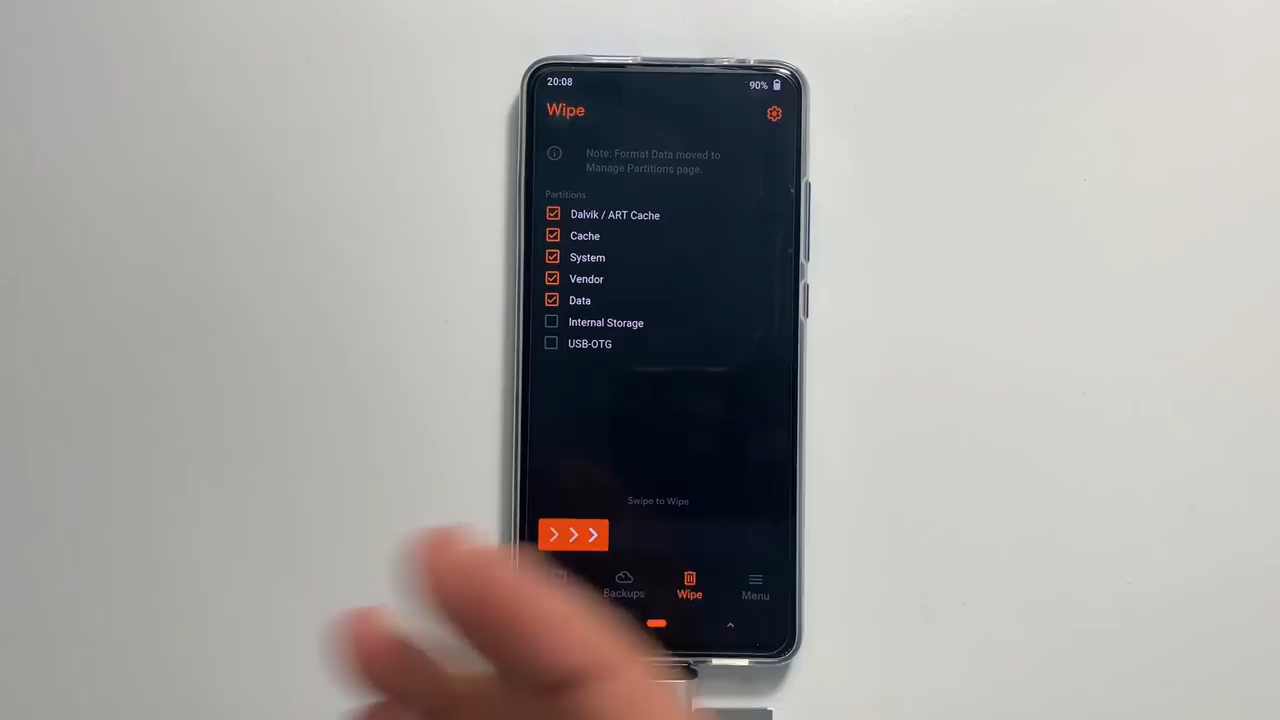 20:08
90%
Wipe
Note: Format Data moved to
Manage Partitions page.
Partitions
Dalvik / ART Cache
Cache
System
Vendor
Data
Internal Storage
USB-OTG
Swipe to Wipe
Backups
Wipe
Menu